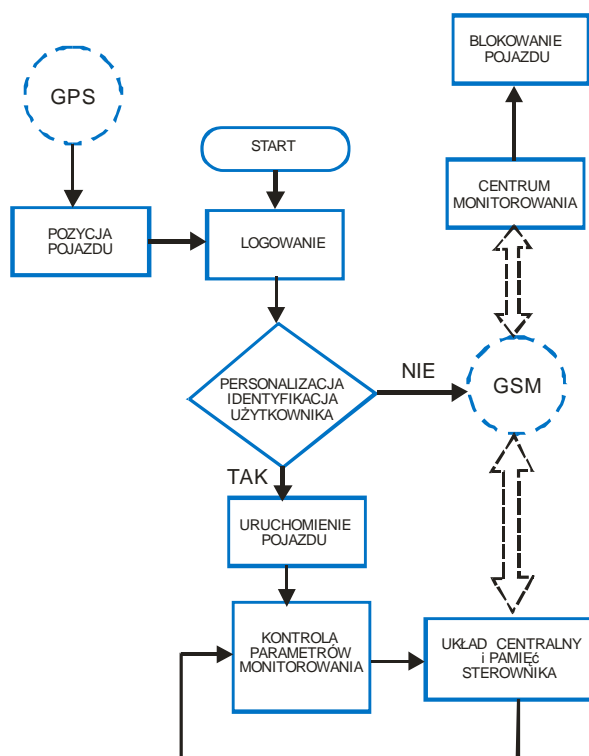 BLOKOWANIE
POJAZDU
GPS
START
CENTRUM
MONITOROWANIA
POZYCJA
POJAZDU
LOGOWANIE
PERSONALIZACJA
IDENTYFIKACJA
UŻYTKOWNIKA
NIE
GSM
TAK
URUCHOMIENIE
POJAZDU
KONTROLA
PARAMETRÓW
MONITOROWANIA
UKŁAD CENTRALNY
i PAMIĘć
STEROWNIKA